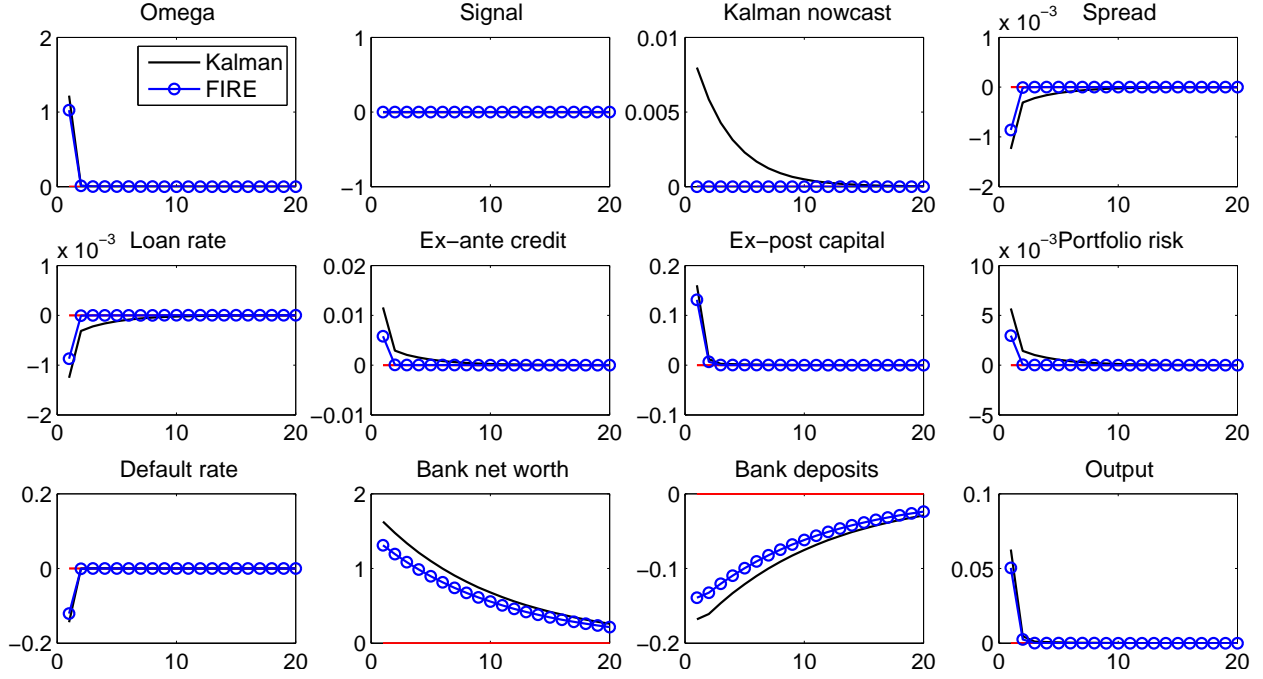 Omega Signal Kalman nowcast Spread
x 10−3
2 1 0.01 1
Kalman
FIRE
1 0 0.005 0
−1
0 −1 0 −2
0 10 20 0 10 20 0 10 20 0 10 20
Loan rate Ex−ante credit Ex−post capital Portfolio risk
x 10−3 x 10−3
1 0.02 0.2 10
0 0.01 0.1 5
−1 0 0 0
−2 −0.01 −0.1 −5
0 10 20 0 10 20 0 10 20 0 10 20
Default rate Bank net worth Bank deposits Output
0.2 2 0 0.1
0 1 −0.1 0.05
−0.2 0 −0.2 0
0 10 20 0 10 20 0 10 20 0 10 20